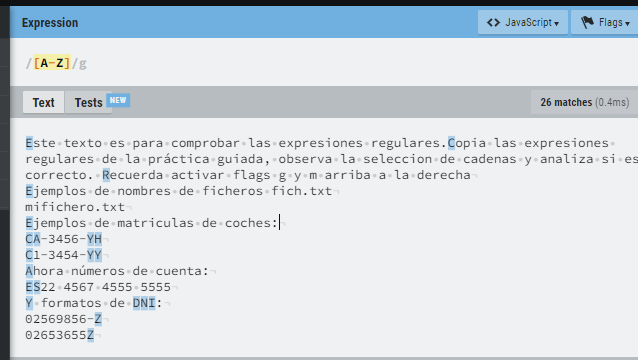 Expression
<> JavaScript ▾
Flags ▾
/[A-Z]/g
Text
Tests NEW
26 matches (0.4ms)
Este texto es para comprobar las expresiones regulares.Copia las expresiones
regulares de la práctica guiada, observa la seleccion de cadenas y analiza si es
correcto. Recuerda activar flags g y m arriba a la derecha
Ejemplos de nombres de ficheros fich.txt
mifichero.txt
Ejemplos de matriculas de coches:
CA-3456-YH
C1-3454-YY
Ahora números de cuenta:
ES22 4567 4555 5555
Y formatos de DNI:
02569856-Z
02653655Z